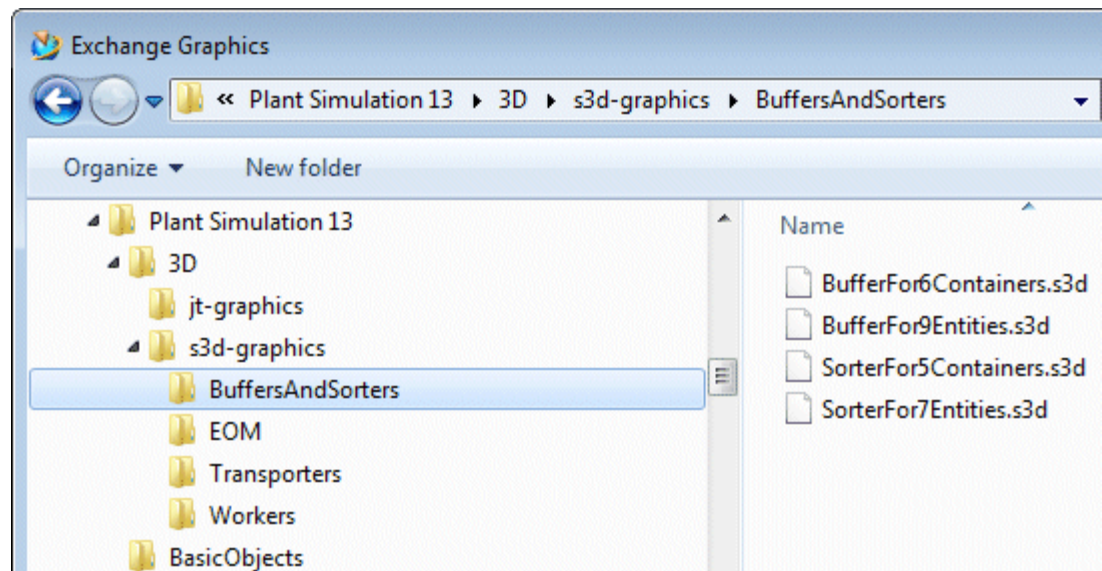 Exchange Graphics
« Plant Simulation 13 ▸ 3D ▸ s3d-graphics ▸ BuffersAndSorters
Organize New folder
Plant Simulation 13
3D
jt-graphics
s3d-graphics
BuffersAndSorters
EOM
Transporters
Workers
BasicObjects
Name
BufferFor6Containers.s3d
BufferFor9Entities.s3d
SorterFor5Containers.s3d
SorterFor7Entities.s3d